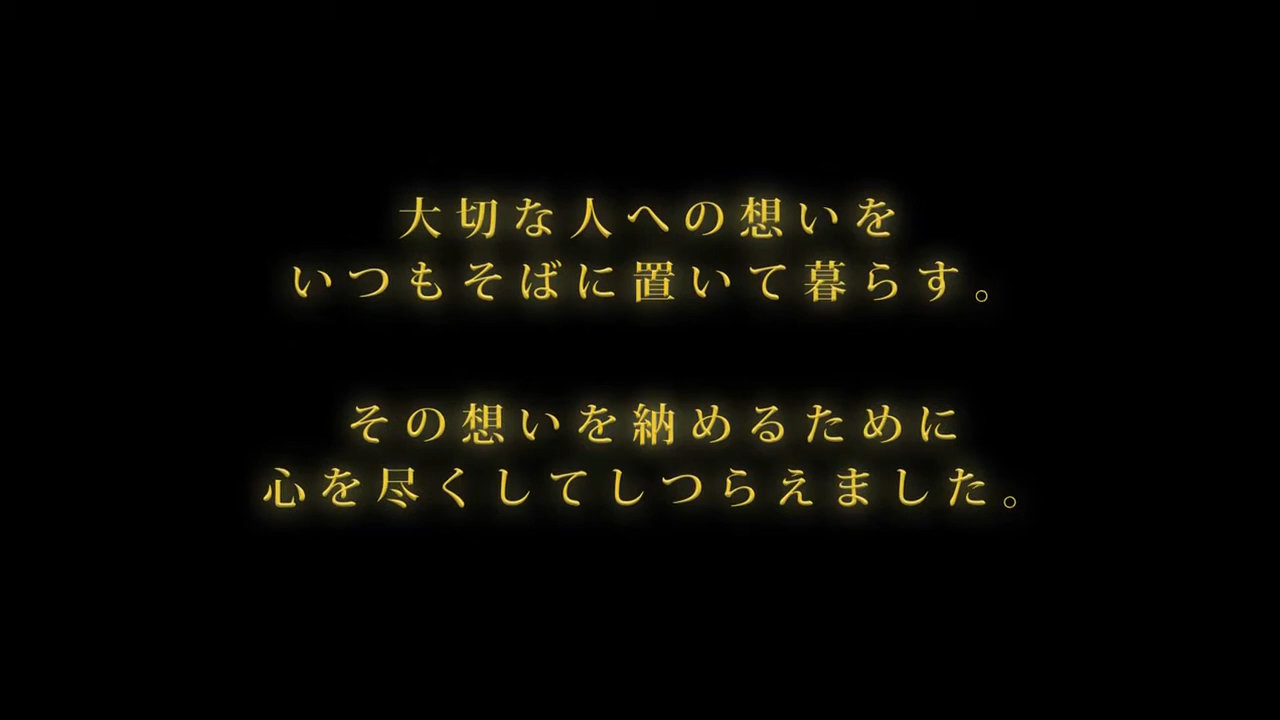 大切な人への想いを
いつもそばに置いて暮らす。
その想いを納めるために
心を尽くしてしつらえました。